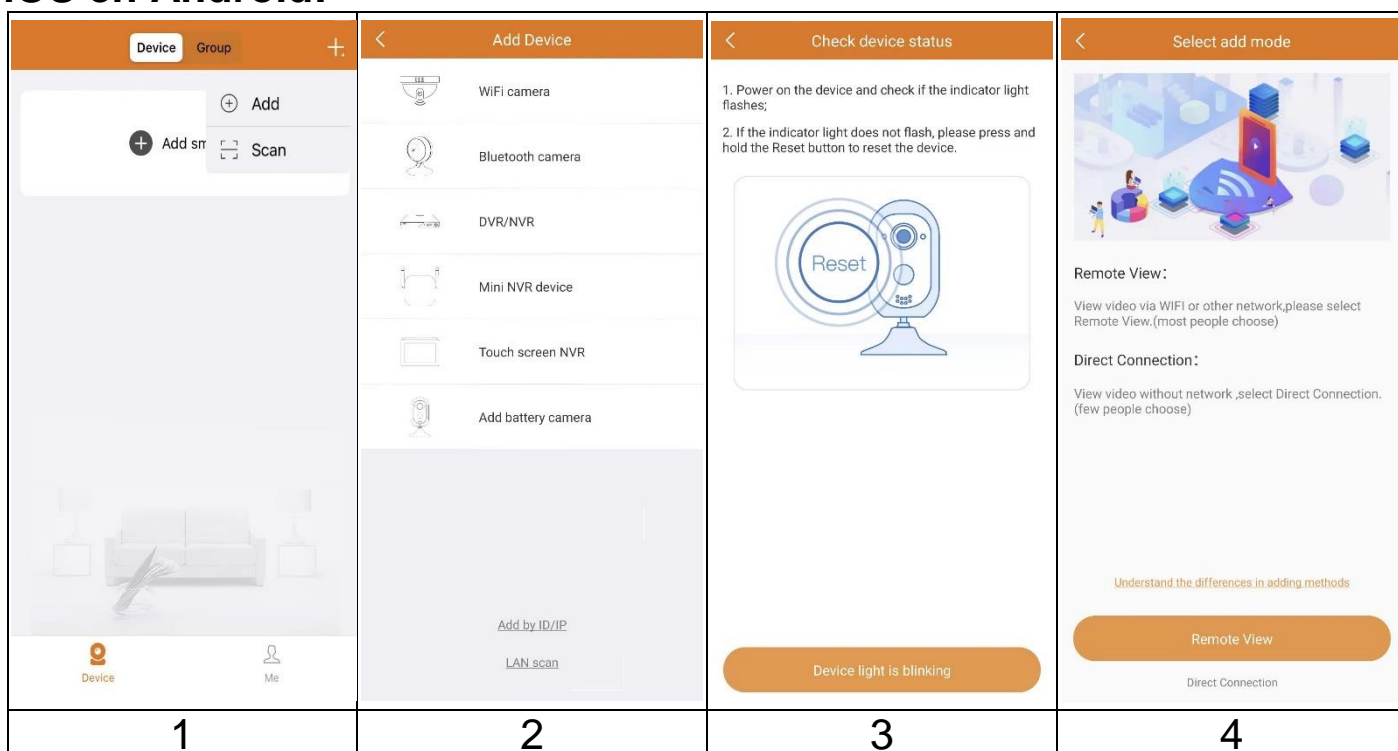 iOS en Android:
Device Group
Add
Add sm
Scan
Device
Me
Add Device
WiFi camera
Bluetooth camera
DVR/NVR
Mini NVR device
Touch screen NVR
Add battery camera
Add by ID/IP
LAN scan
Check device status
1. Power on the device and check if the indicator light
flashes;
2. If the indicator light does not flash, please press and
hold the Reset button to reset the device.
Reset
Device light is blinking
Select add mode
Remote View:
View video via WIFI or other network,please select
Remote View.(most people choose)
Direct Connection:
View video without network ,select Direct Connection.
(few people choose)
Understand the differences in adding methods
Remote View
Direct Connection
1
2
3
4